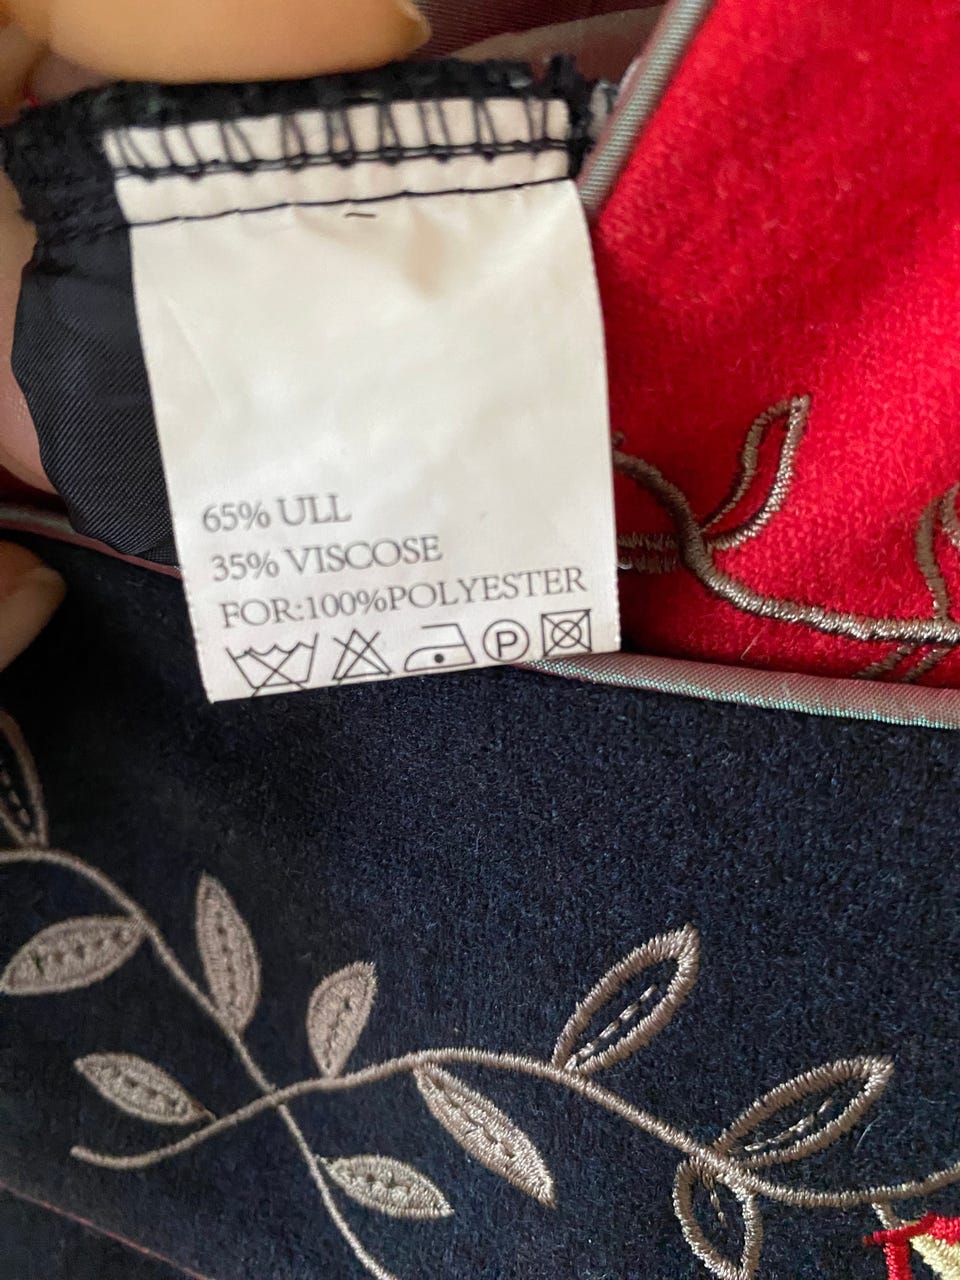 65% ULL
35% VISCOSE
FOR:100%POLYESTER
P